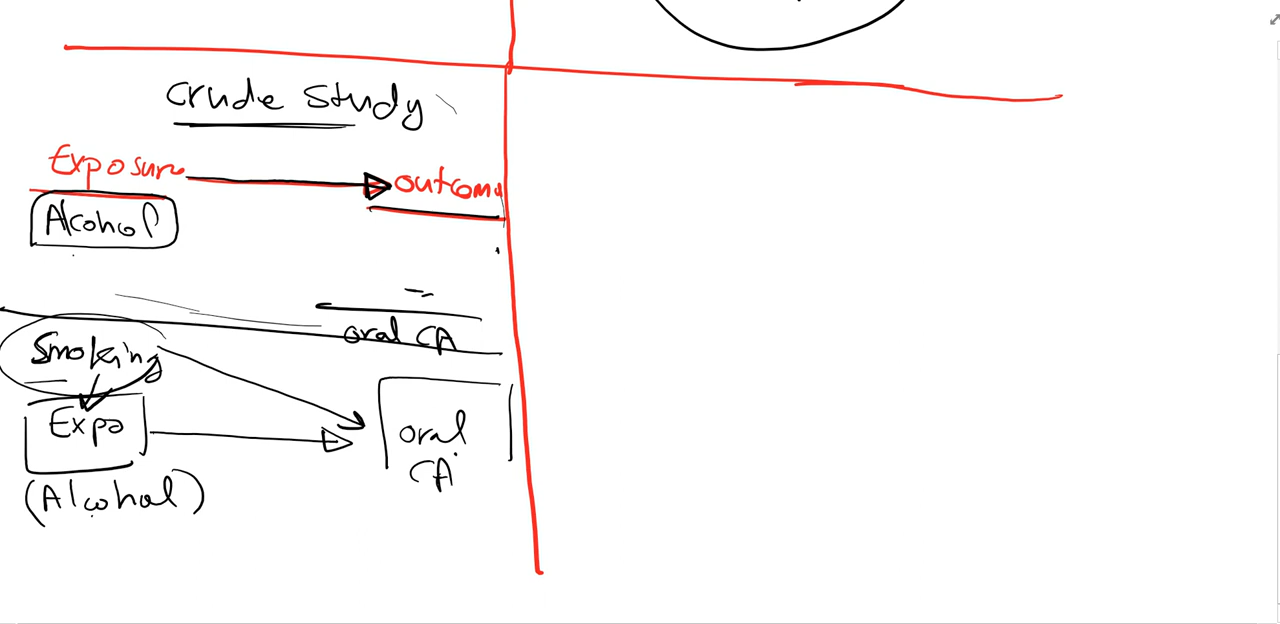 Crude Study
Exposure
outcome
Alcohol
oral CA
Smoking
Expo
oral
CA
(Alcohol)